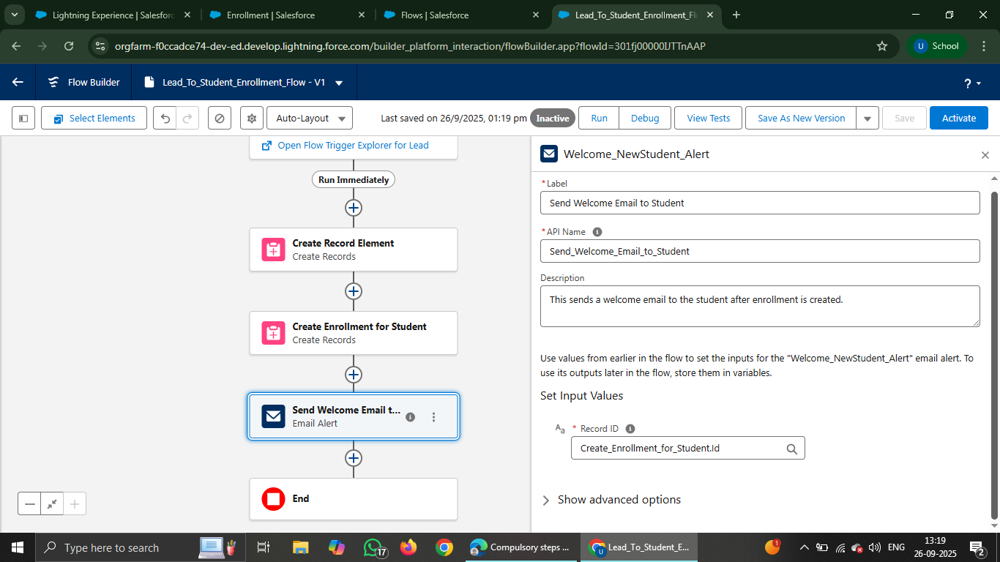 Lightning Experience | Salesforc
Enrollment | Salesforce
Flows | Salesforce
Lead_To_Student_Enrollment_Fl
orgfarm-f0ccadce74-dev-ed.develop.lightning.force.com/builder_platform_interaction/flowBuilder.app?flowId=301fj00000IJTTnAAP
U School
Flow Builder
Lead_To_Student_Enrollment_Flow - V1
?
Select Elements
Auto-Layout
Last saved on 26/9/2025, 01:19 pm
Inactive
Run
Debug
View Tests
Save As New Version
Save
Activate
Open Flow Trigger Explorer for Lead
Run Immediately
Create Record Element
Create Records
Create Enrollment for Student
Create Records
Send Welcome Email t...
Email Alert
End
Welcome_NewStudent_Alert
* Label
Send Welcome Email to Student
* API Name
Send_Welcome_Email_to_Student
Description
This sends a welcome email to the student after enrollment is created.
Use values from earlier in the flow to set the inputs for the "Welcome_NewStudent_Alert" email alert. To
use its outputs later in the flow, store them in variables.
Set Input Values
Aa * Record ID
Create_Enrollment_for_Student.Id
Show advanced options
Type here to search
17
Compulsory steps ...
U
Lead_To_Student_E...
1
ENG
13:19
26-09-2025
2